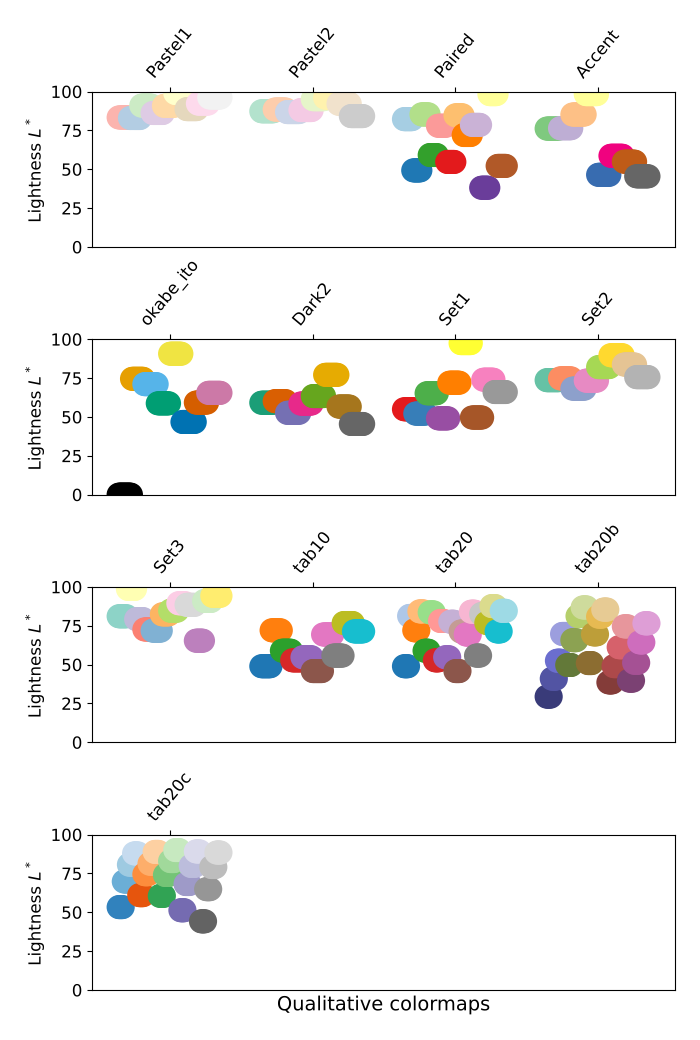 Pastel1 Pastel2 Paired Accent
100
75
50
25
0
Lightness L*
okabe_ito Dark2 Set1 Set2
100
75
50
25
0
Lightness L*
Set3 tab10 tab20 tab20b
100
75
50
25
0
Lightness L*
tab20c
100
75
50
25
0
Lightness L*
Qualitative colormaps